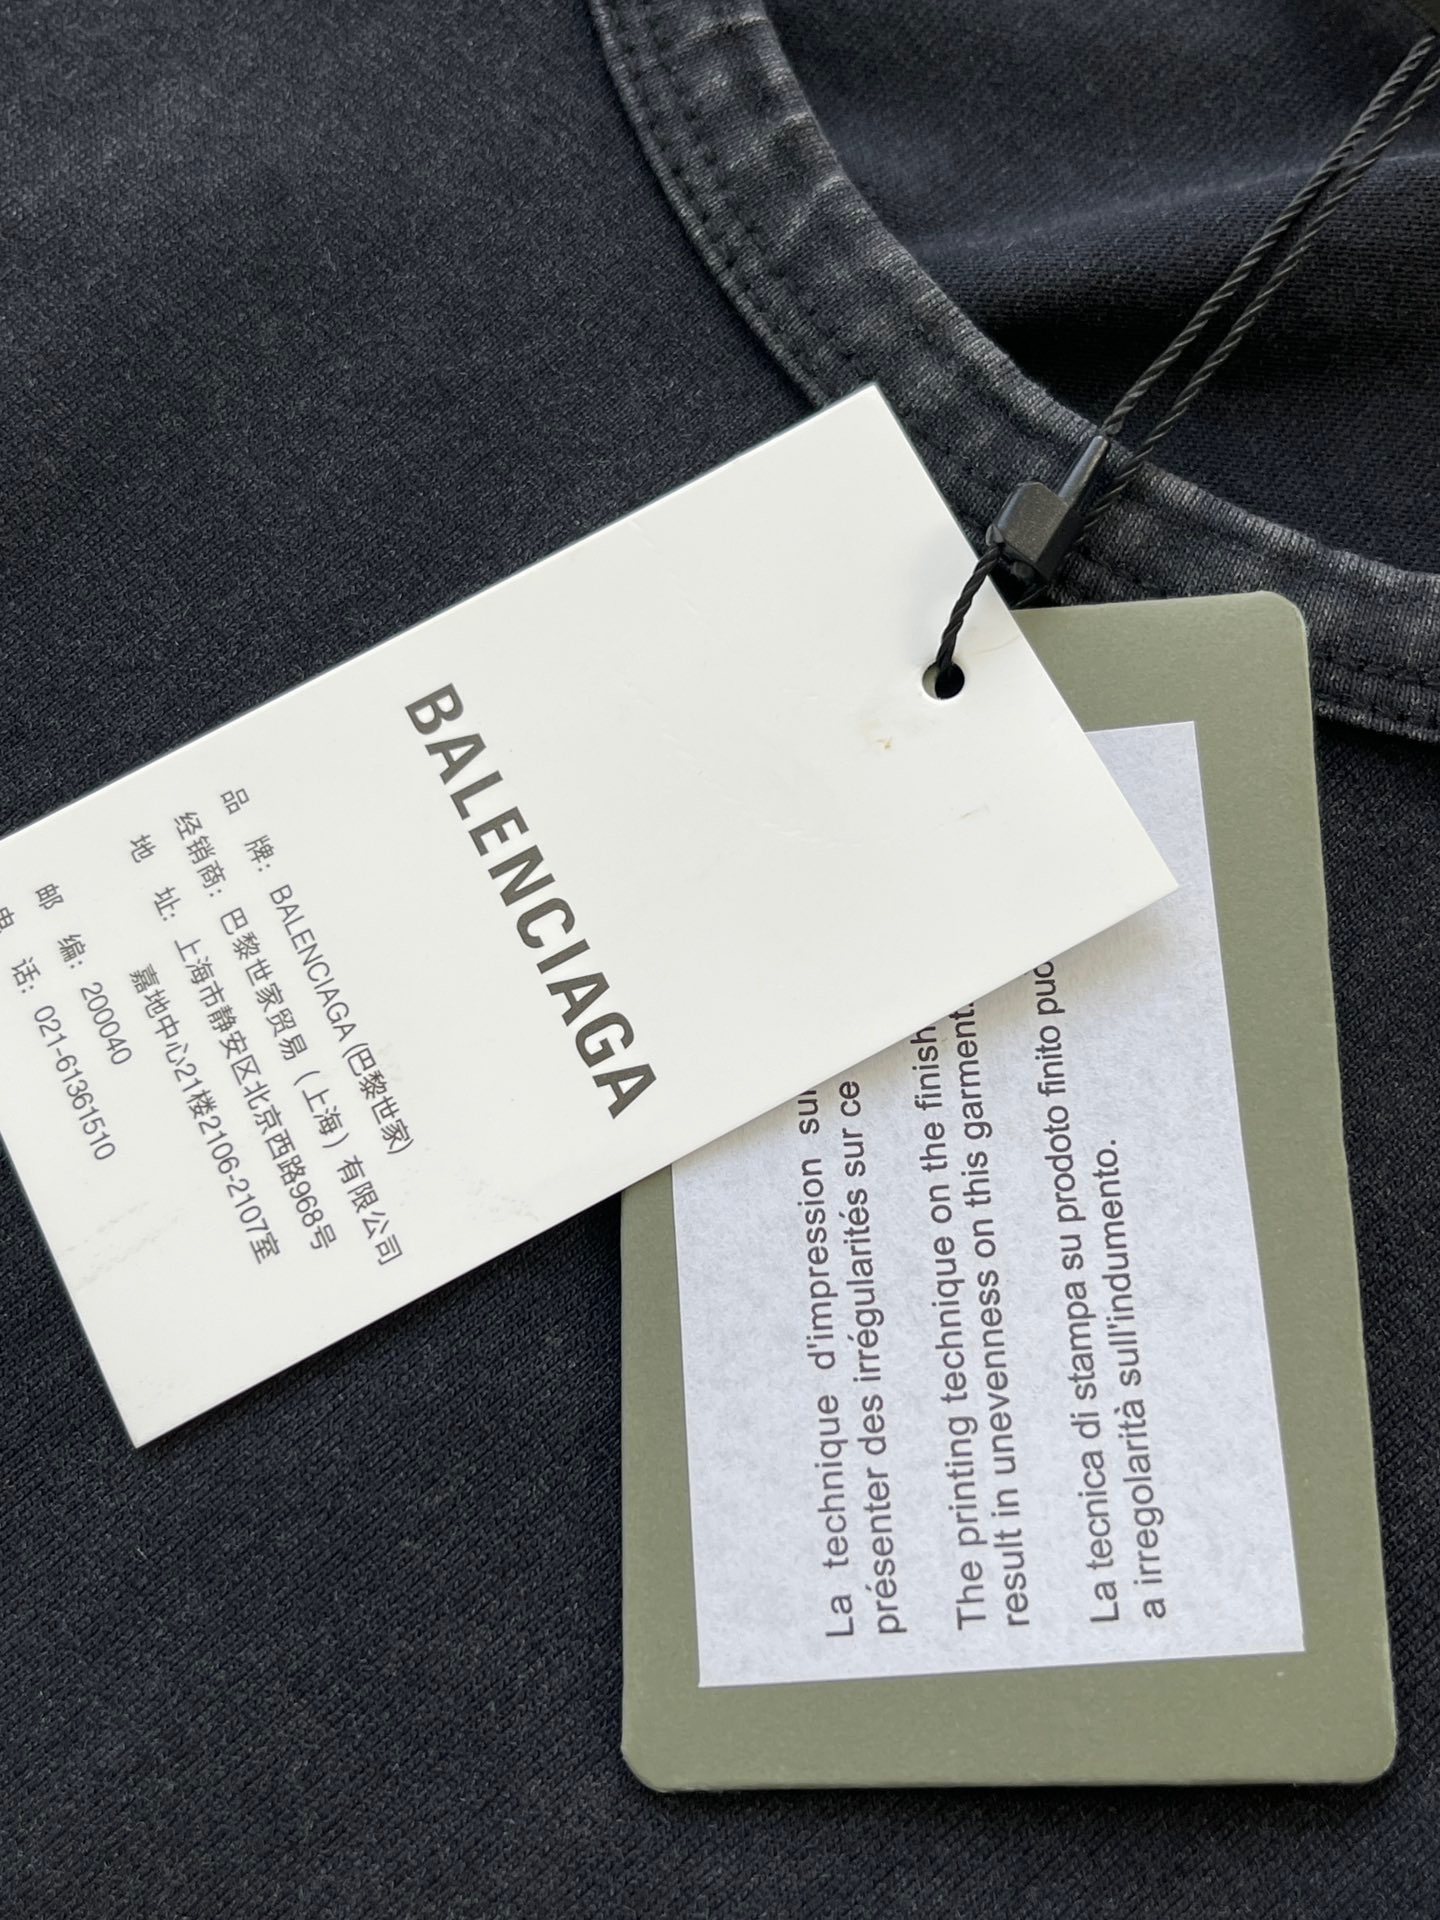 BALENCIAGA
品 牌: BALENCIAGA (巴黎世家)
经销商: 巴黎世家贸易（上海）有限公司
地 址: 上海市静安区北京西路968号
嘉地中心21楼2106-2107室
邮 编: 200040
电 话: 021-61361510
La technique d'impression sur
présenter des irrégularités sur ce
The printing technique on the finish
result in unevenness on this garment.
La tecnica di stampa su prodoto finito può
a irregolarità sull'indumento.